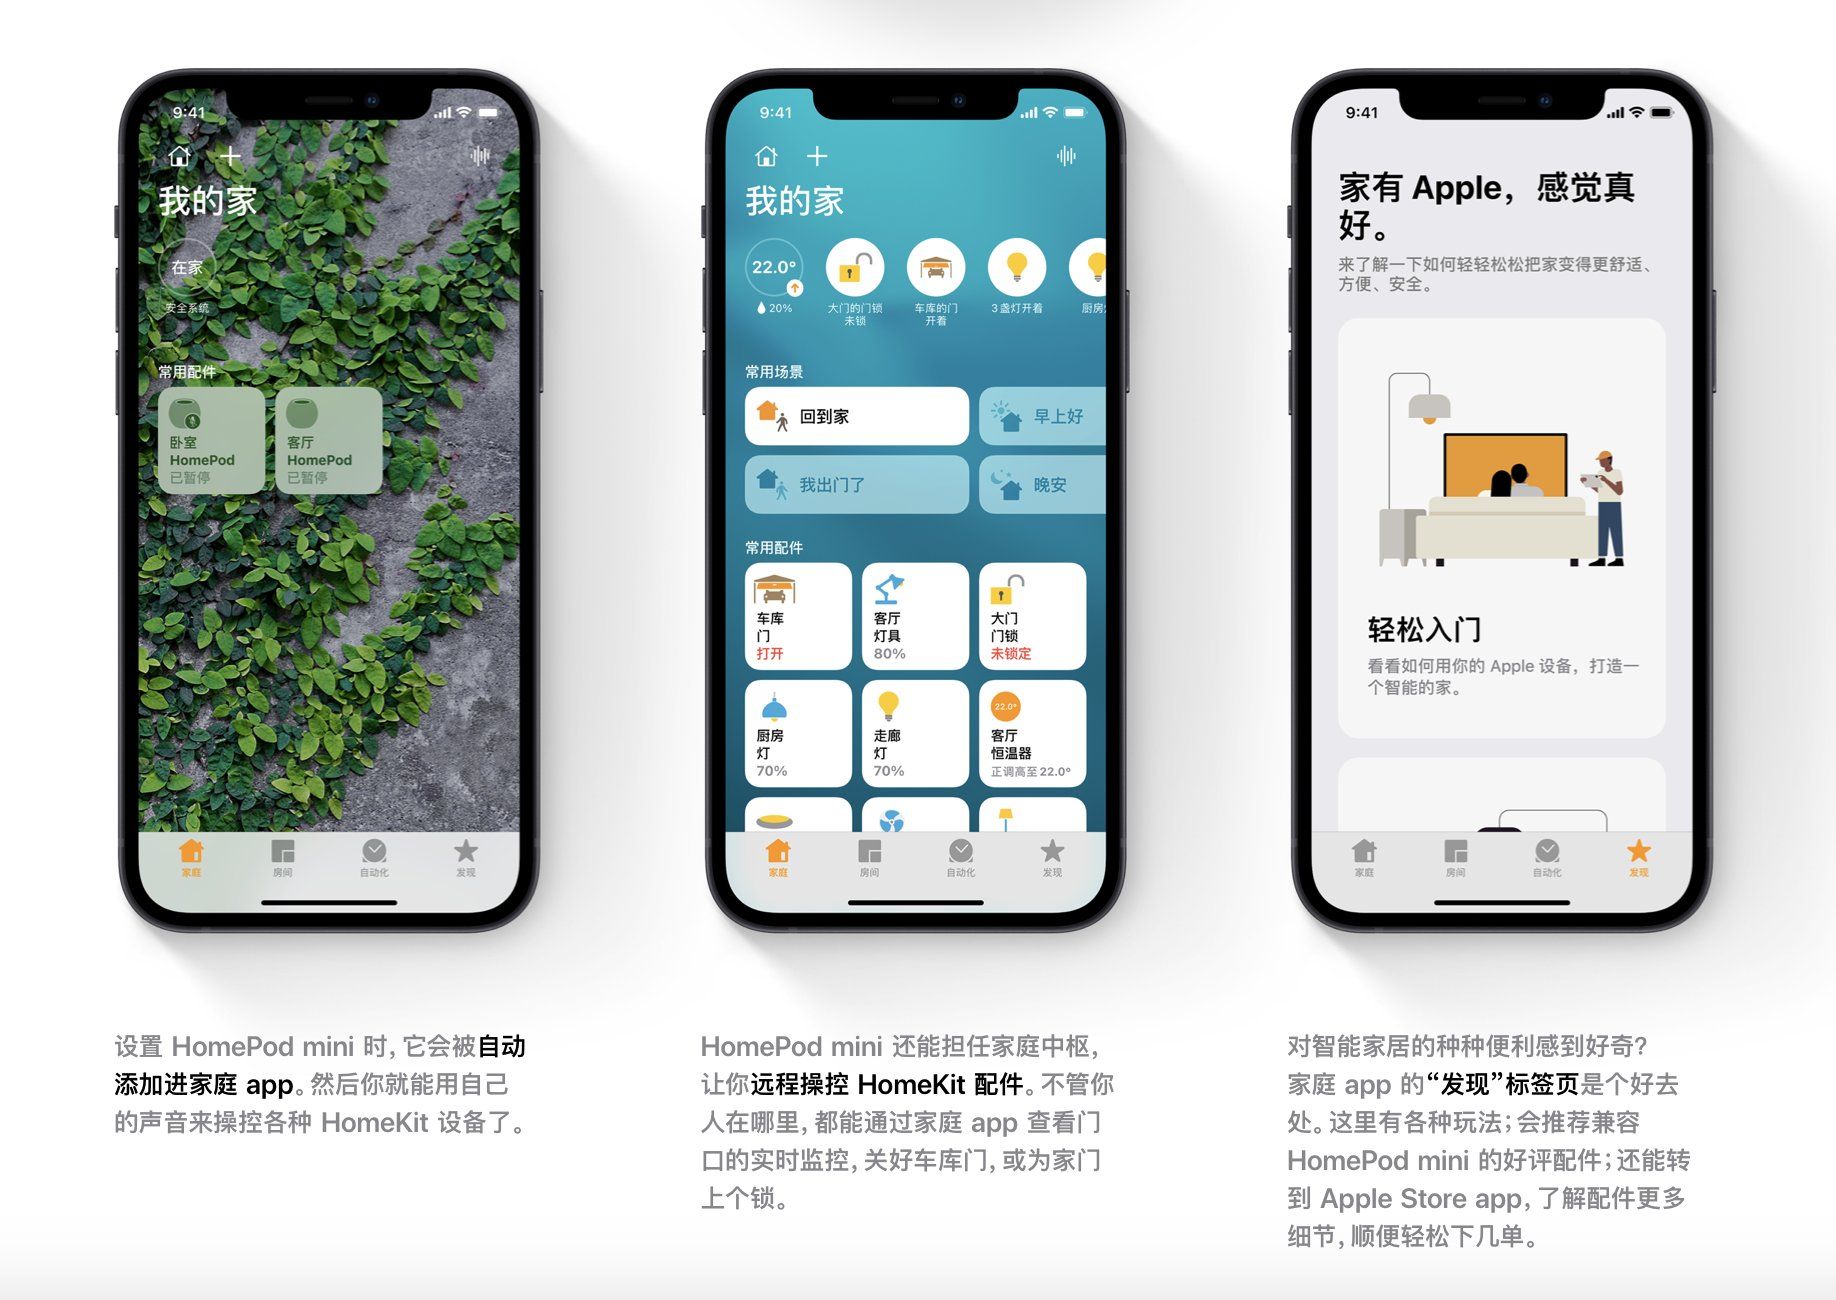 9:41
我的家
在家
安全系统
常用配件
卧室
HomePod
已暂停
客厅
HomePod
已暂停
家庭
房间
自动化
发现
9:41
我的家
22.0°
20%
大门的门锁
未锁
车库的门
开着
3 盏灯开着
厨房
常用场景
回到家
早上好
我出门了
晚安
常用配件
车库
门
打开
客厅
灯具
80%
大门
门锁
未锁定
厨房
灯
70%
走廊
灯
70%
22.0°
客厅
恒温器
正调高至 22.0°
家庭
房间
自动化
发现
9:41
家有 Apple，感觉真
好。
来了解一下如何轻轻松松把家变得更舒适、
方便、安全。
轻松入门
看看如何用你的 Apple 设备，打造一
个智能的家。
家庭
房间
自动化
发现
设置 HomePod mini 时，它会被自动
添加进家庭 app。然后你就能用自己
的声音来操控各种 HomeKit 设备了。
HomePod mini 还能担任家庭中枢，
让你远程操控 HomeKit 配件。不管你
人在哪里，都能通过家庭 app 查看门
口的实时监控，关好车库门，或为家门
上个锁。
对智能家居的种种便利感到好奇？
家庭 app 的“发现”标签页是个好去
处。这里有各种玩法；会推荐兼容
HomePod mini 的好评配件；还能转
到 Apple Store app，了解配件更多
细节，顺便轻松下几单。